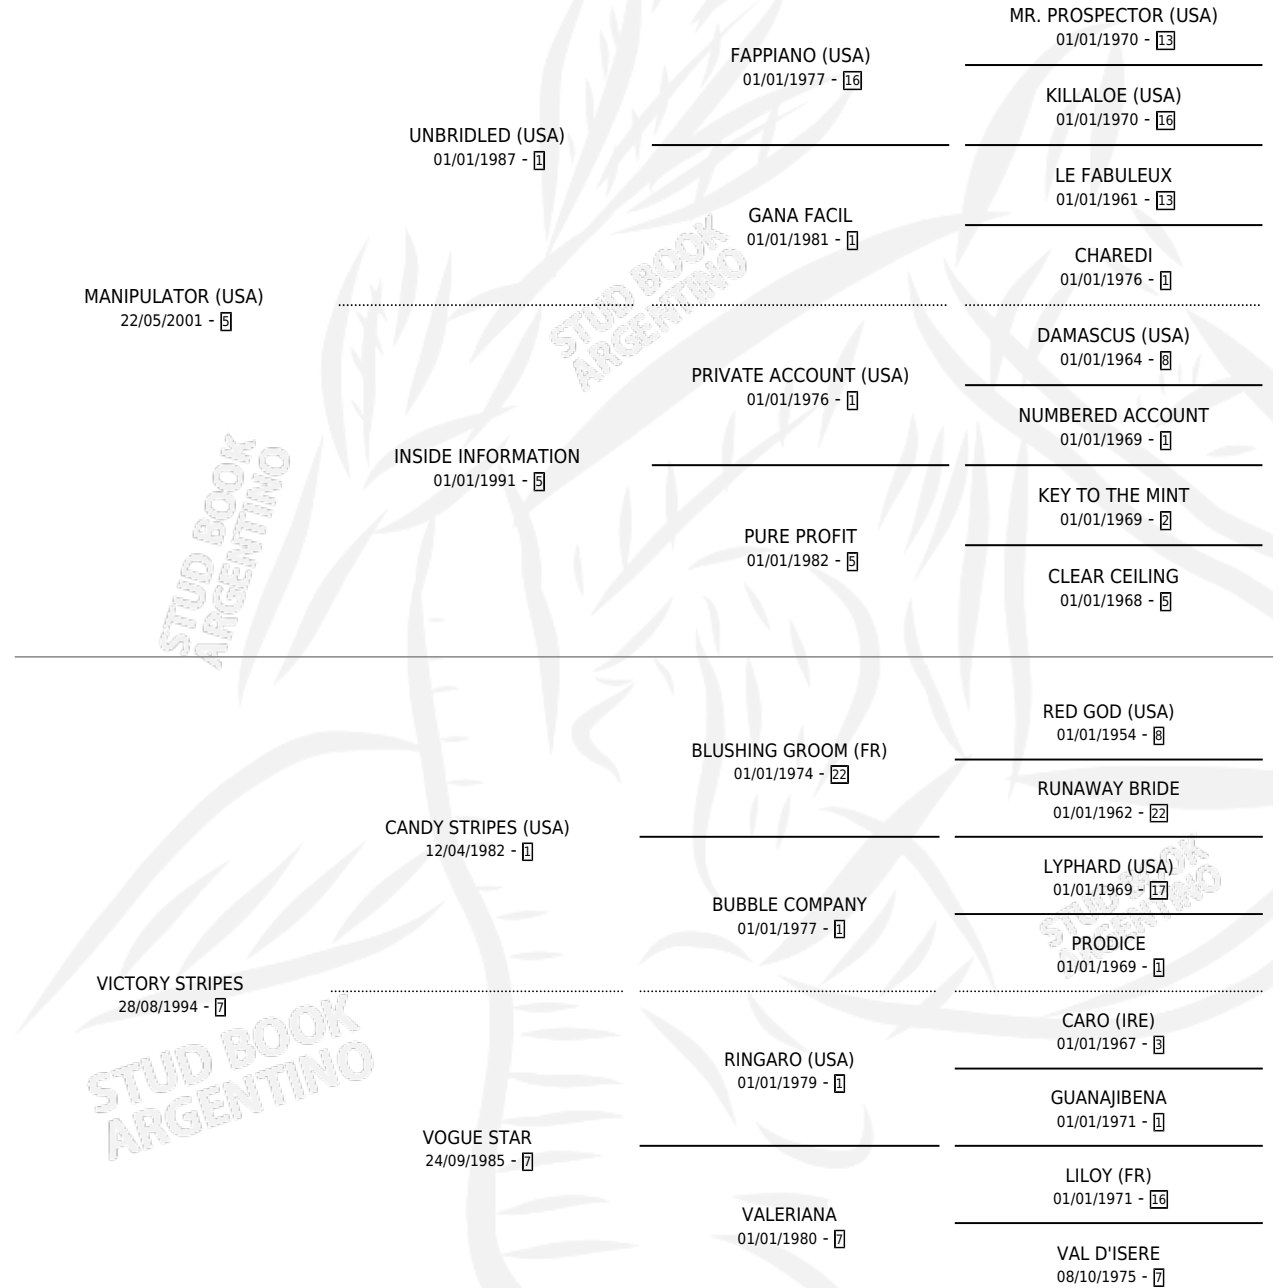 MR. PROSPECTOR (USA)
01/01/1970 - 13
FAPPIANO (USA)
01/01/1977 - 16
KILLALOE (USA)
01/01/1970 - 16
UNBRIDLED (USA)
01/01/1987 - 1
LE FABULEUX
01/01/1961 - 13
GANA FACIL
01/01/1981 - 1
CHAREDI
01/01/1976 - 1
MANIPULATOR (USA)
22/05/2001 - 5
STUD BOOK
ARGENTINO
DAMASCUS (USA)
01/01/1964 - 8
PRIVATE ACCOUNT (USA)
01/01/1976 - 1
NUMBERED ACCOUNT
01/01/1969 - 1
INSIDE INFORMATION
01/01/1991 - 5
KEY TO THE MINT
01/01/1969 - 2
PURE PROFIT
01/01/1982 - 5
CLEAR CEILING
01/01/1968 - 5
STUD BOOK
ARGENTINO
RED GOD (USA)
01/01/1954 - 8
BLUSHING GROOM (FR)
01/01/1974 - 22
RUNAWAY BRIDE
01/01/1962 - 22
CANDY STRIPES (USA)
12/04/1982 - 1
LYPHARD (USA)
01/01/1969 - 17
BUBBLE COMPANY
01/01/1977 - 1
STUD BOOK
ARGENTINO
PRODICE
01/01/1969 - 1
VICTORY STRIPES
28/08/1994 - 7
STUD BOOK
ARGENTINO
CARO (IRE)
01/01/1967 - 3
RINGARO (USA)
01/01/1979 - 1
GUANAJIBENA
01/01/1971 - 1
VOGUE STAR
24/09/1985 - 7
LILOY (FR)
01/01/1971 - 16
VALERIANA
01/01/1980 - 7
VAL D'ISERE
08/10/1975 - 7